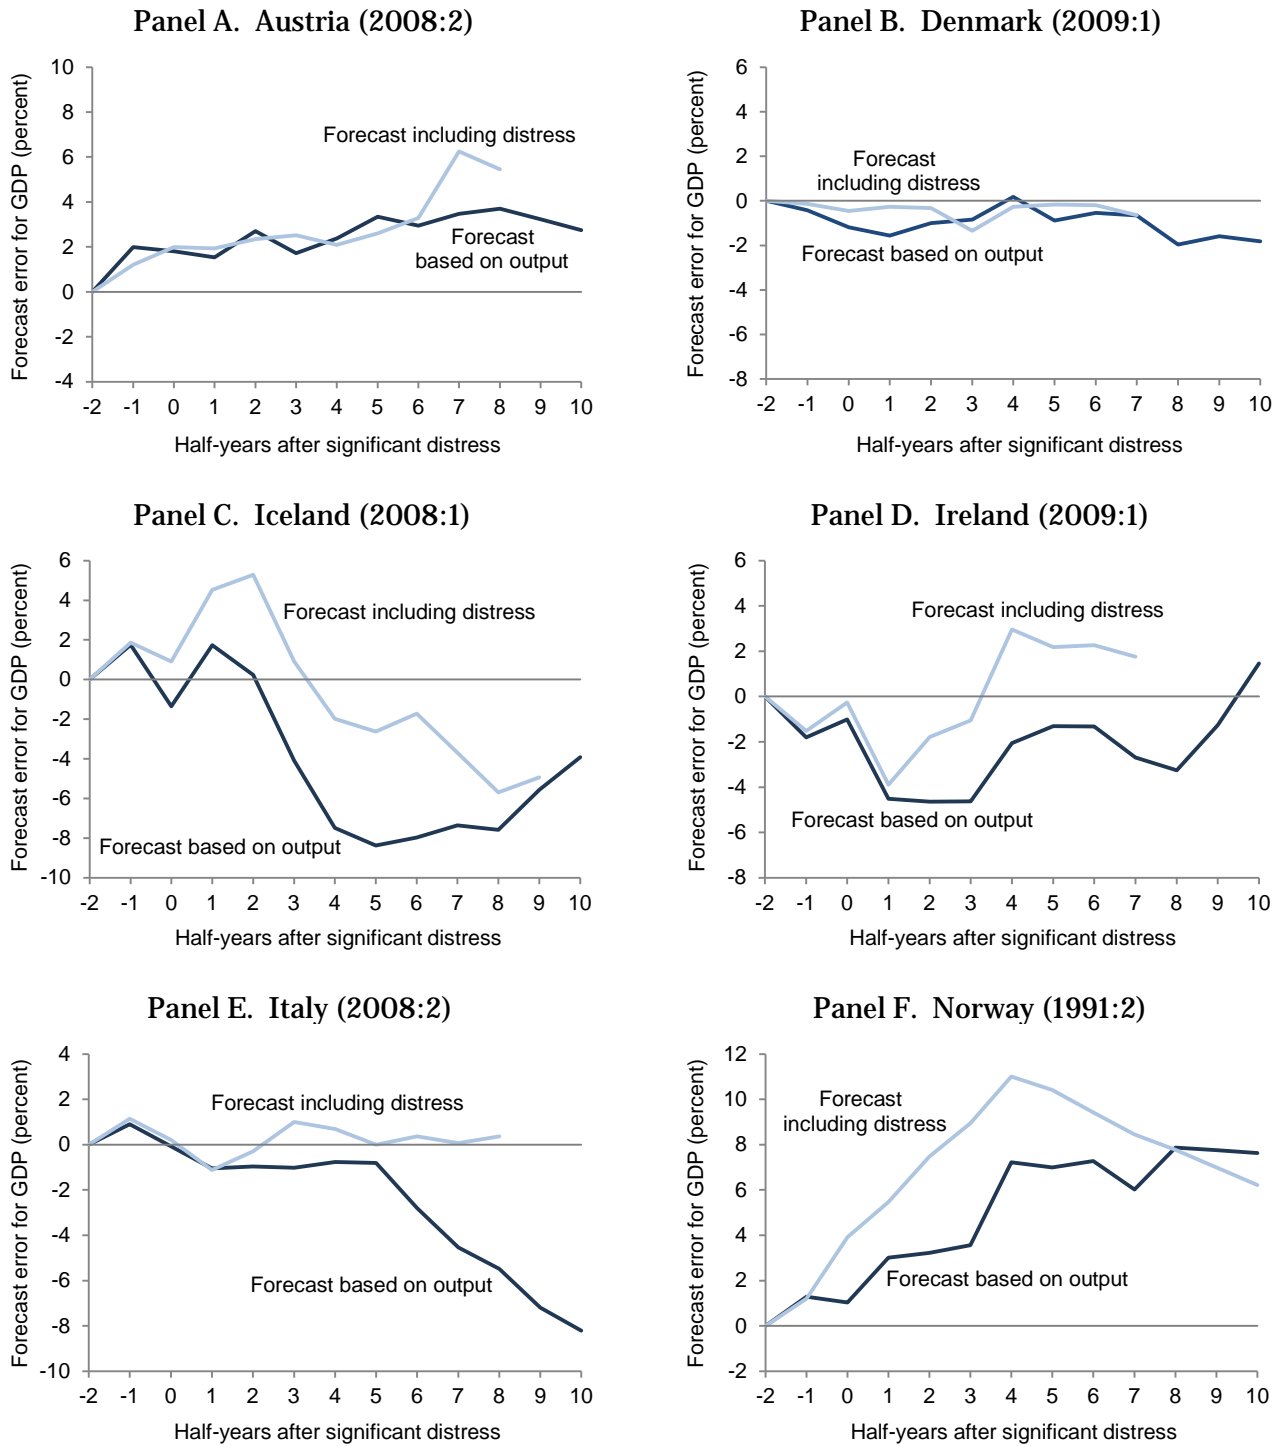 Panel A.  Austria (2008:2)
Forecast error for GDP (percent)
10
8
6
4
2
0
-2
-4
Forecast including distress
Forecast
based on output
-2 -1 0 1 2 3 4 5 6 7 8 9 10
Half-years after significant distress
Panel B.  Denmark (2009:1)
Forecast error for GDP (percent)
6
4
2
0
-2
-4
-6
-8
Forecast
including distress
Forecast based on output
-2 -1 0 1 2 3 4 5 6 7 8 9 10
Half-years after significant distress
Panel C.  Iceland (2008:1)
Forecast error for GDP (percent)
6
4
2
0
-2
-4
-6
-8
-10
Forecast including distress
Forecast based on output
-2 -1 0 1 2 3 4 5 6 7 8 9 10
Half-years after significant distress
Panel D.  Ireland (2009:1)
Forecast error for GDP (percent)
6
4
2
0
-2
-4
-6
-8
Forecast including distress
Forecast based on output
-2 -1 0 1 2 3 4 5 6 7 8 9 10
Half-years after significant distress
Panel E.  Italy (2008:2)
Forecast error for GDP (percent)
4
2
0
-2
-4
-6
-8
-10
Forecast including distress
Forecast based on output
-2 -1 0 1 2 3 4 5 6 7 8 9 10
Half-years after significant distress
Panel F.  Norway (1991:2)
Forecast error for GDP (percent)
12
10
8
6
4
2
0
-2
Forecast
including distress
Forecast based on output
-2 -1 0 1 2 3 4 5 6 7 8 9 10
Half-years after significant distress